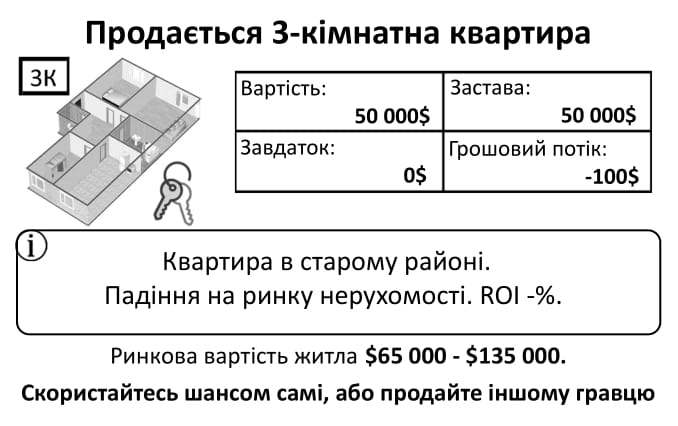 Продається 3-кімнатна квартира
3К
Вартість:
50 000$
Застава:
50 000$
Завдаток:
0$
Грошовий потік:
-100$
i
Квартира в старому районі.
Падіння на ринку нерухомості. ROI -%.
Ринкова вартість житла $65 000 - $135 000.
Скористайтесь шансом самі, або продайте іншому гравцю